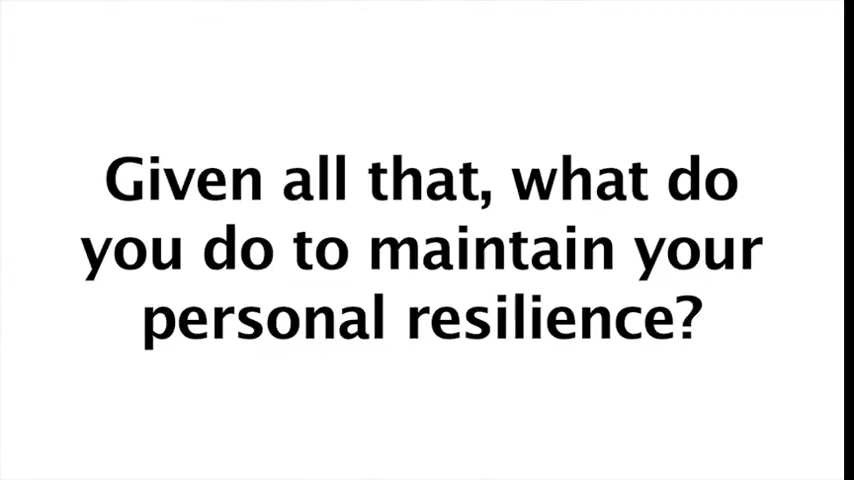 Given all that, what do
you do to maintain your
personal resilience?